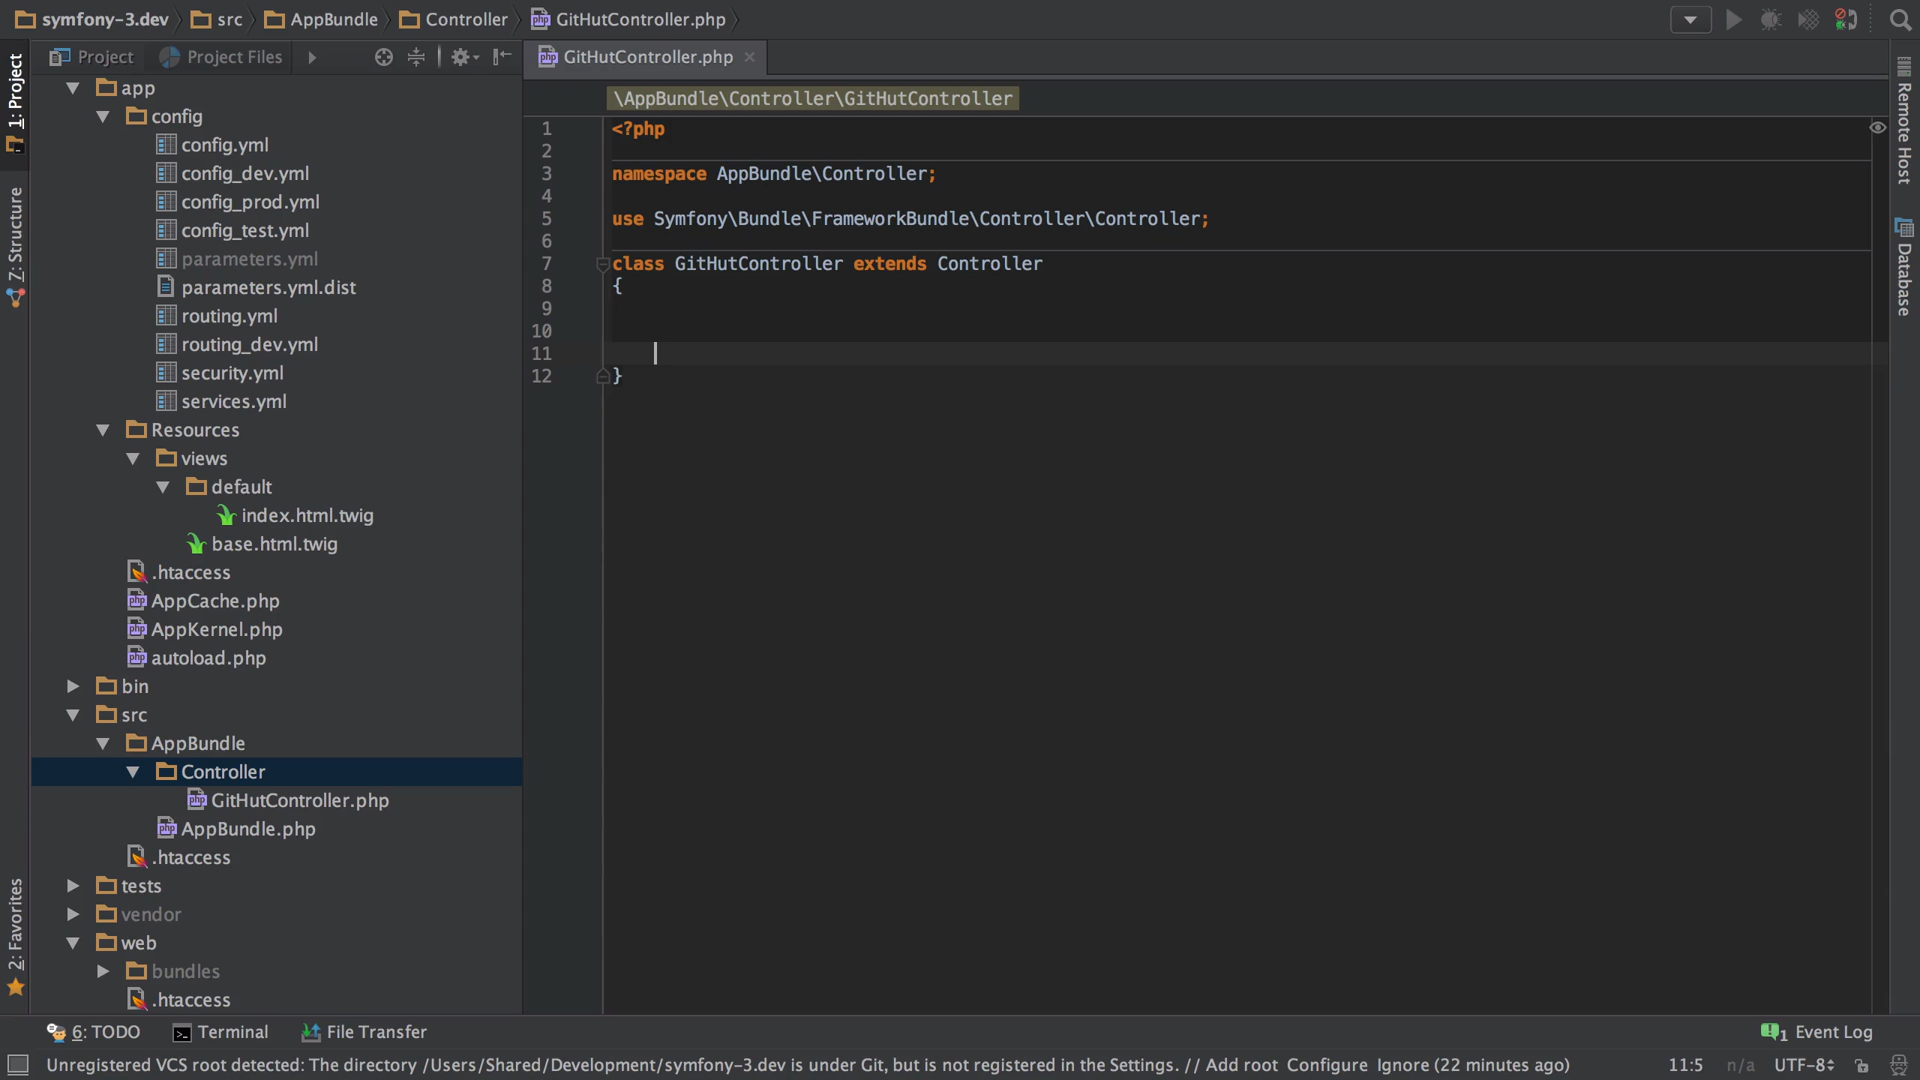 symfony-3.dev src AppBundle Controller GitHutController.php
Project Project Files
GitHutController.php
\AppBundle\Controller\GitHutController
1: Project
Z: Structure
2: Favorites
app
config
config.yml
config_dev.yml
config_prod.yml
config_test.yml
parameters.yml
parameters.yml.dist
routing.yml
routing_dev.yml
security.yml
services.yml
Resources
views
default
index.html.twig
base.html.twig
.htaccess
AppCache.php
AppKernel.php
autoload.php
bin
src
AppBundle
Controller
GitHutController.php
AppBundle.php
.htaccess
tests
vendor
web
bundles
.htaccess
1 <?php
2
3 namespace AppBundle\Controller;
4
5 use Symfony\Bundle\FrameworkBundle\Controller\Controller;
6
7 class GitHutController extends Controller
8 {
9
10
11
12 }
Remote Host
Database
6: TODO Terminal File Transfer 1 Event Log
Unregistered VCS root detected: The directory /Users/Shared/Development/symfony-3.dev is under Git, but is not registered in the Settings. // Add root Configure Ignore (22 minutes ago) 11:5 n/a UTF-8